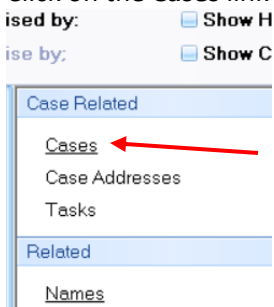 ised by: Show H
ise by: Show C
Case Related
Cases
Case Addresses
Tasks
Related
Names